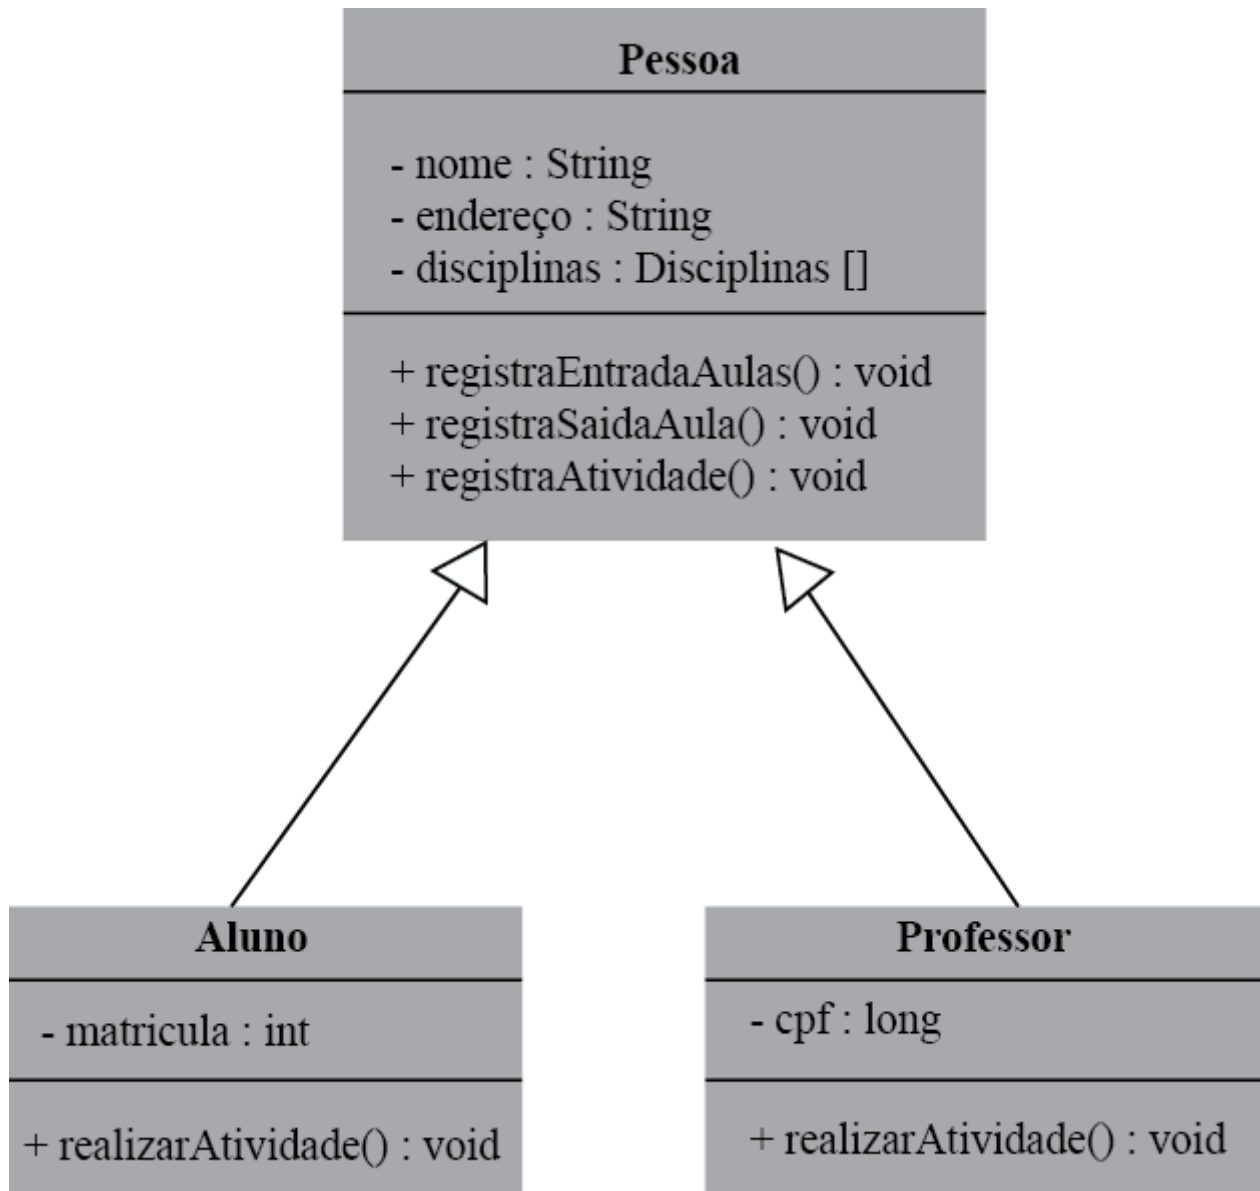 Pessoa
- nome : String
- endereço : String
- disciplinas : Disciplinas []
+ registraEntradaAulas() : void
+ registraSaidaAula() : void
+ registraAtividade() : void
Aluno
- matricula : int
+ realizarAtividade() : void
Professor
- cpf : long
+ realizarAtividade() : void